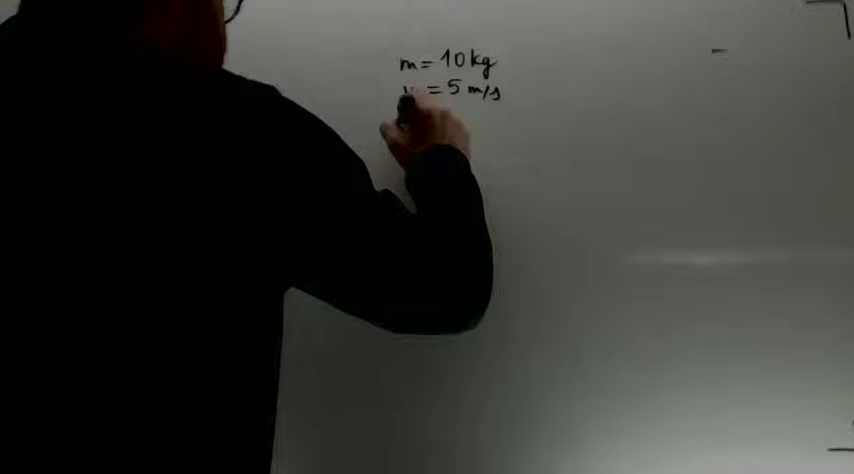 m = 10 kg
v = 5 m/s